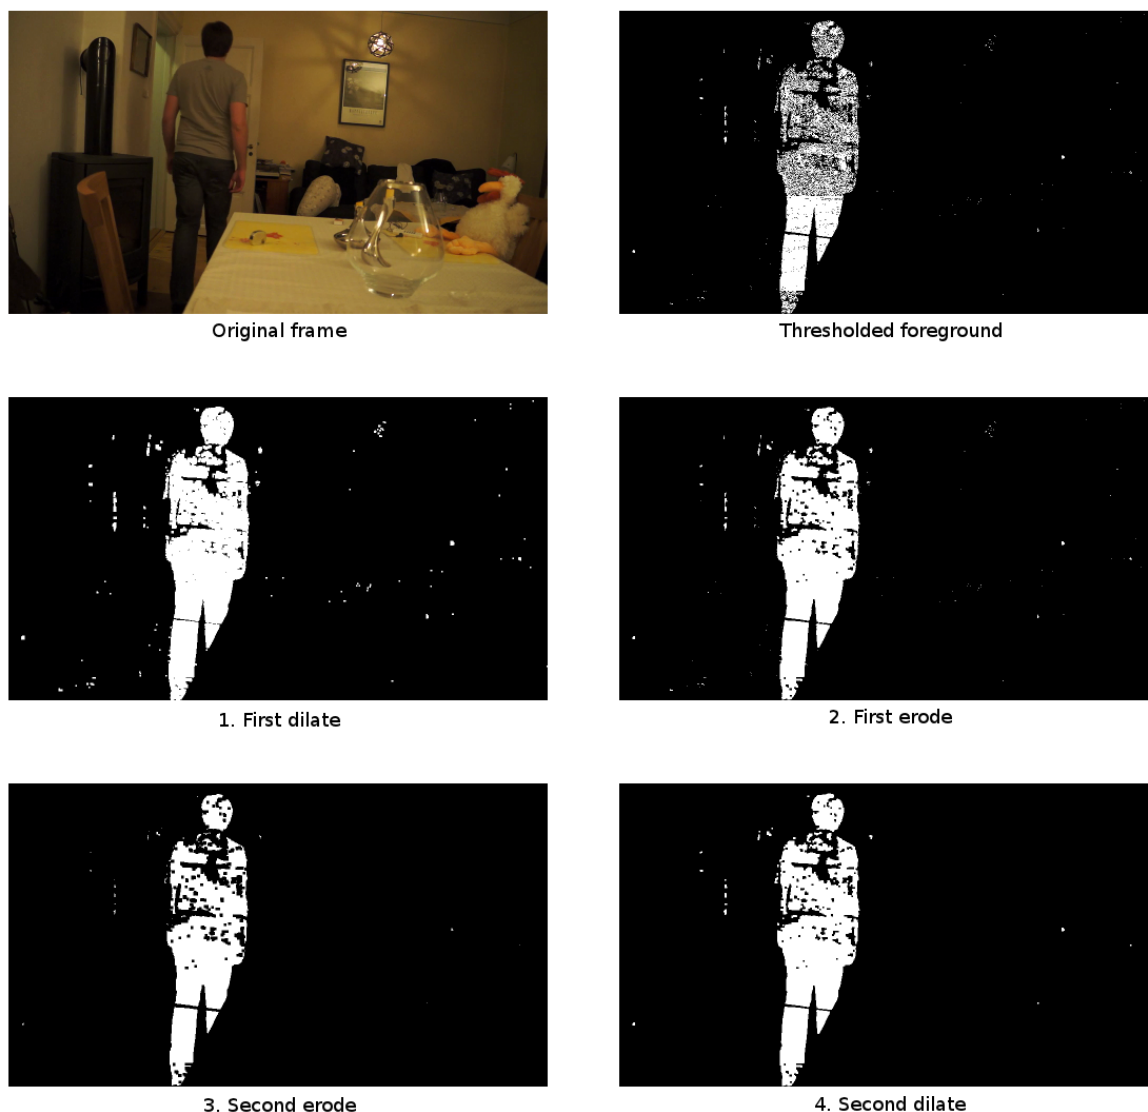 Original frame
Thresholded foreground
1. First dilate
2. First erode
3. Second erode
4. Second dilate